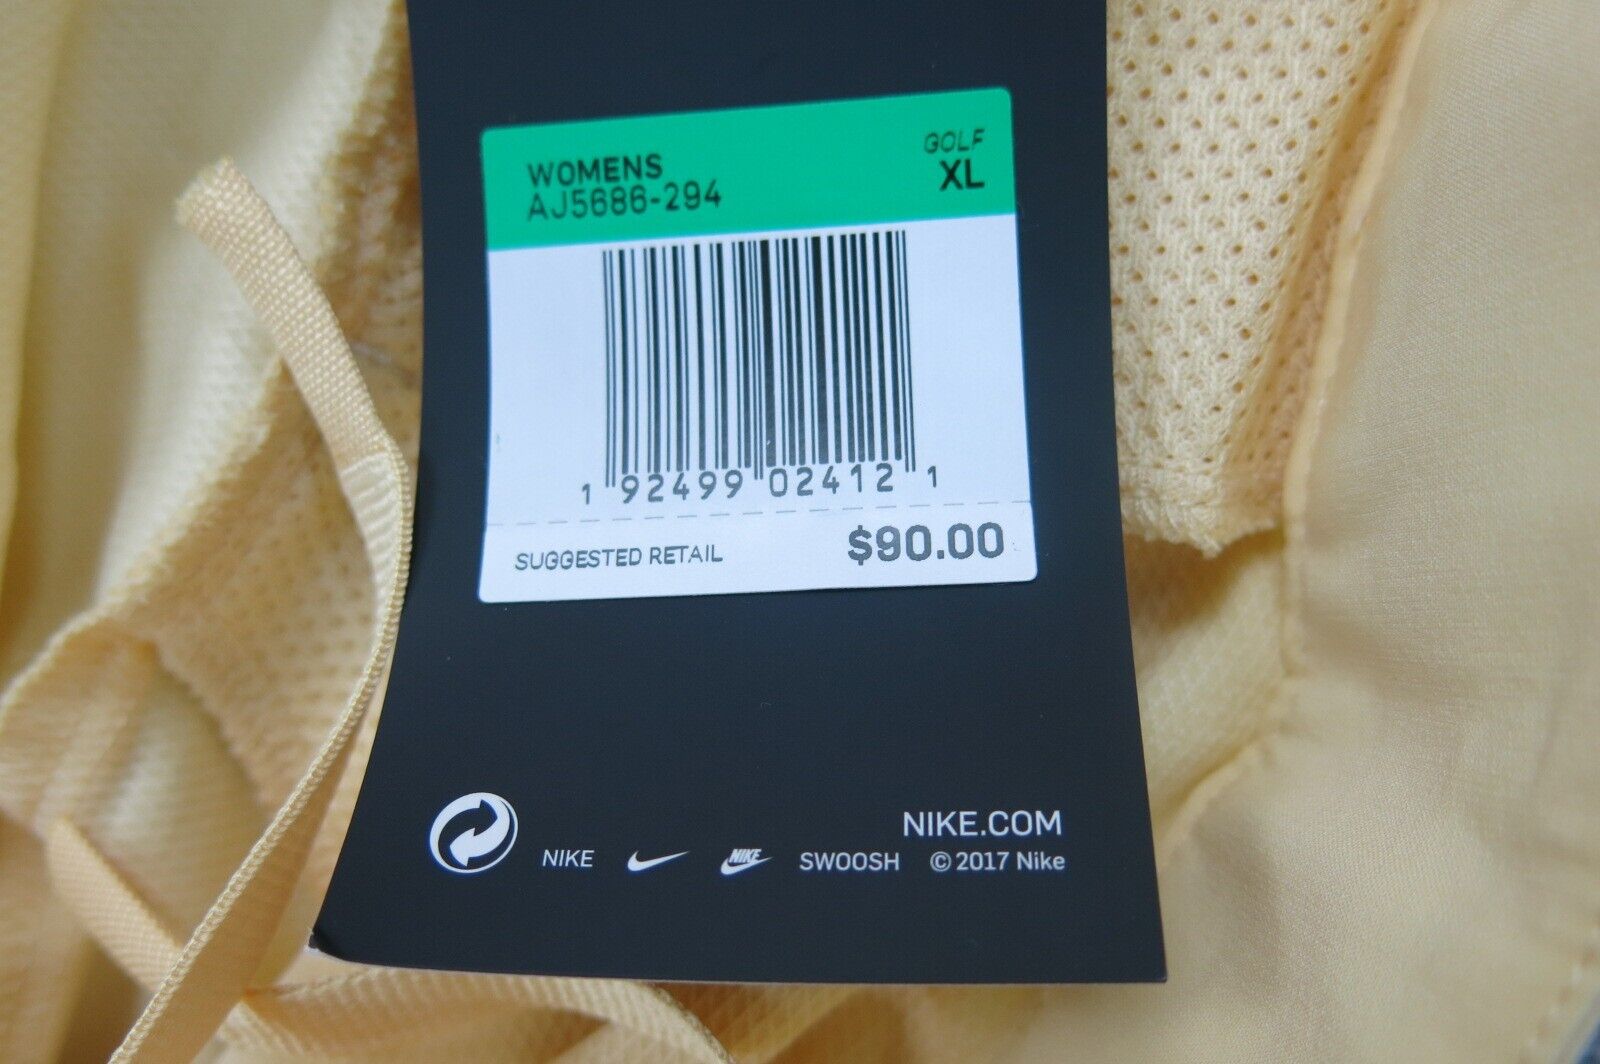 WOMENS
AJ5686-294
GOLF
XL
1 92499 02412 1
SUGGESTED RETAIL $90.00
NIKE.COM
NIKE NIKE SWOOSH © 2017 Nike